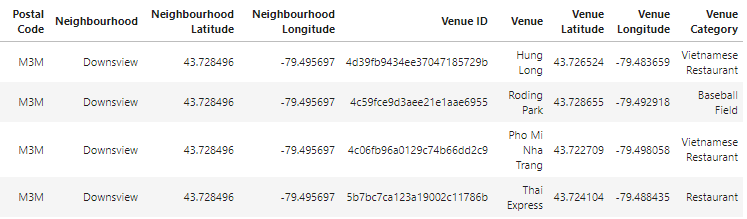 Postal Code Neighbourhood Neighbourhood Latitude Neighbourhood Longitude Venue ID Venue Venue Latitude Venue Longitude Venue Category
M3M Downsview 43.728496 -79.495697 4d39fb9434ee37047185729b Hung Long 43.726524 -79.483659 Vietnamese Restaurant
M3M Downsview 43.728496 -79.495697 4c59fce9d3aee21e1aae6955 Roding Park 43.728655 -79.492918 Baseball Field
M3M Downsview 43.728496 -79.495697 4c06fb96a0129c74b66dd2c9 Pho Mi Nha Trang 43.722709 -79.498058 Vietnamese Restaurant
M3M Downsview 43.728496 -79.495697 5b7bc7ca123a19002c11786b Thai Express 43.724104 -79.488435 Restaurant